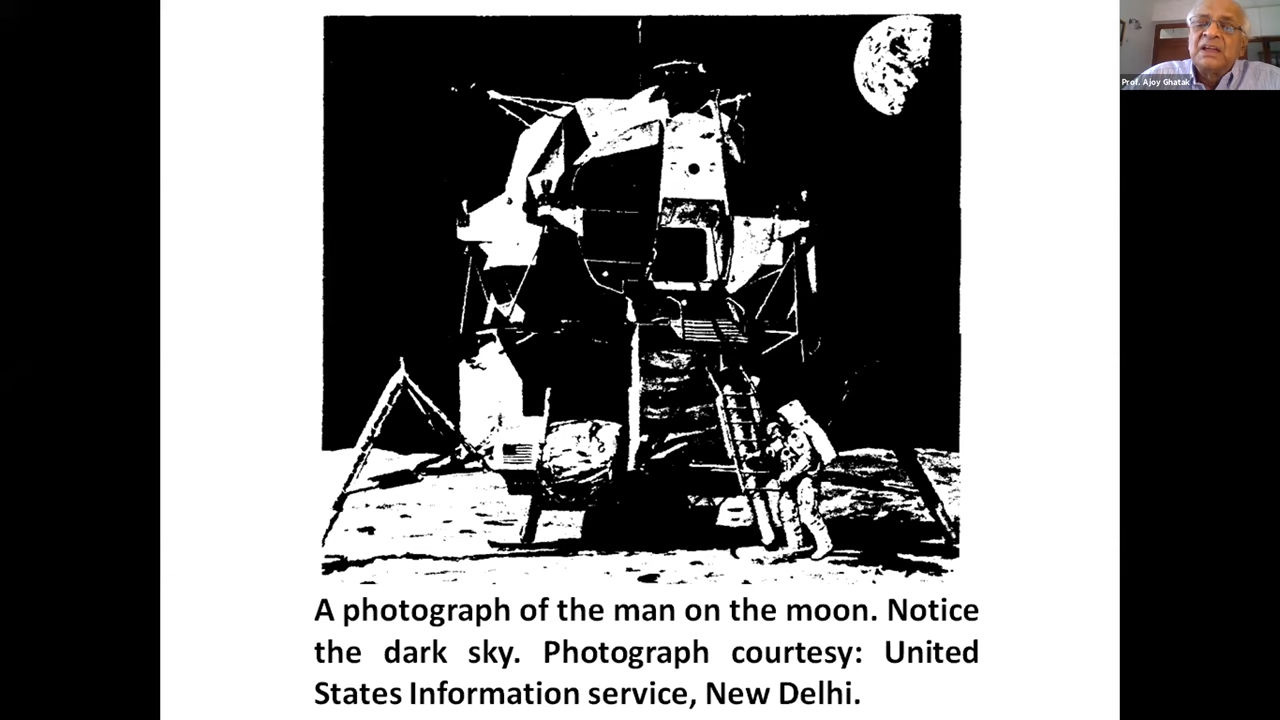 Prof. Ajoy Ghatak
A photograph of the man on the moon. Notice
the dark sky. Photograph courtesy: United
States Information service, New Delhi.